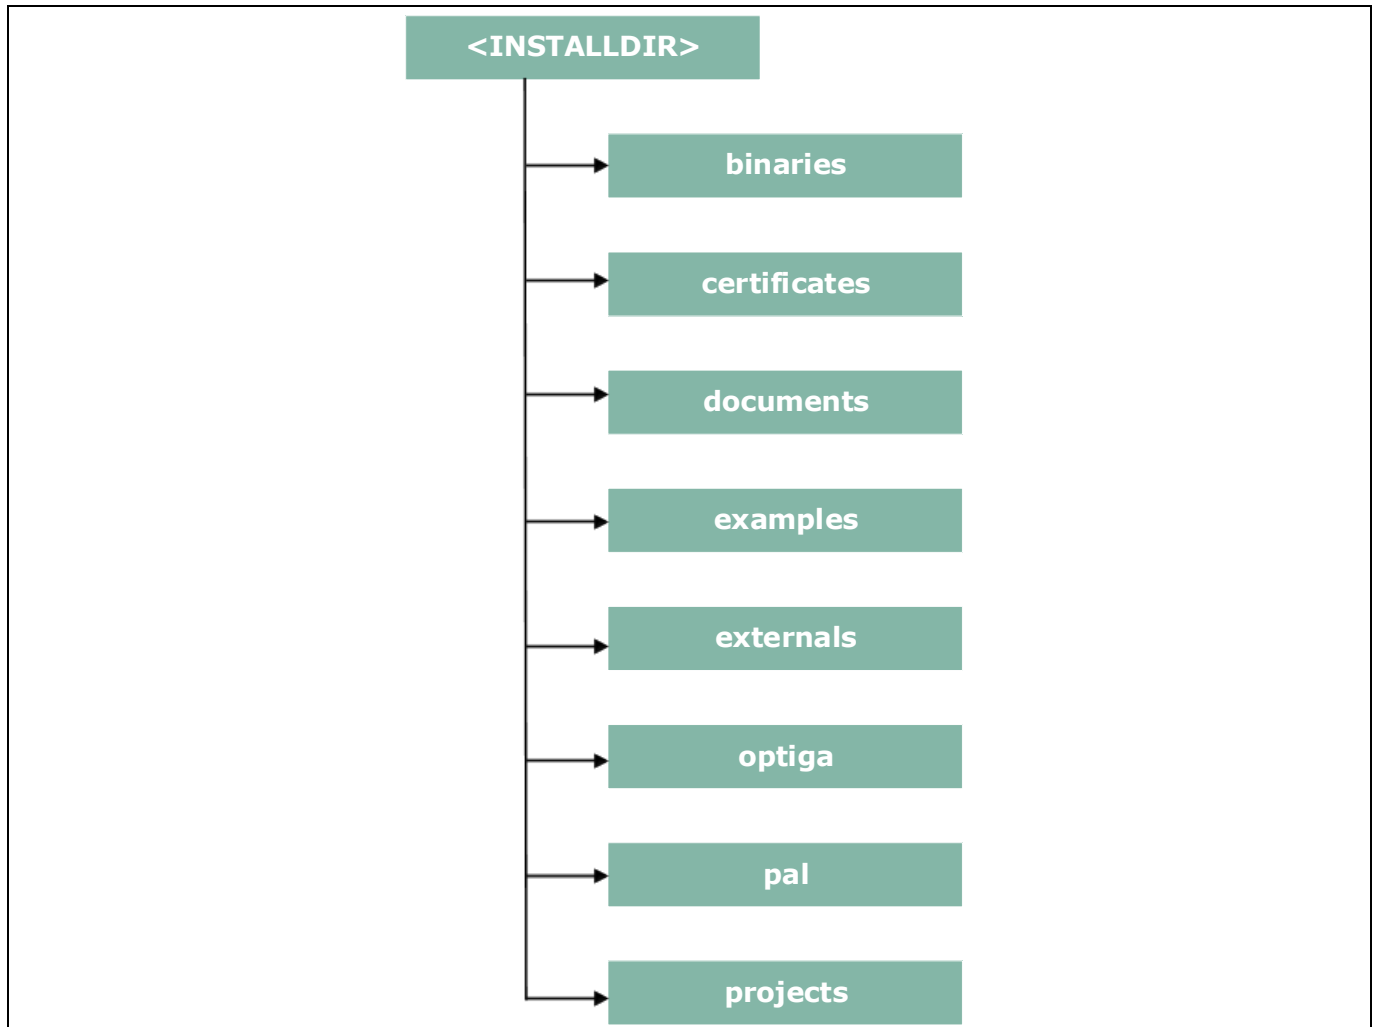 <INSTALLDIR>
binaries
certificates
documents
examples
externals
optiga
pal
projects